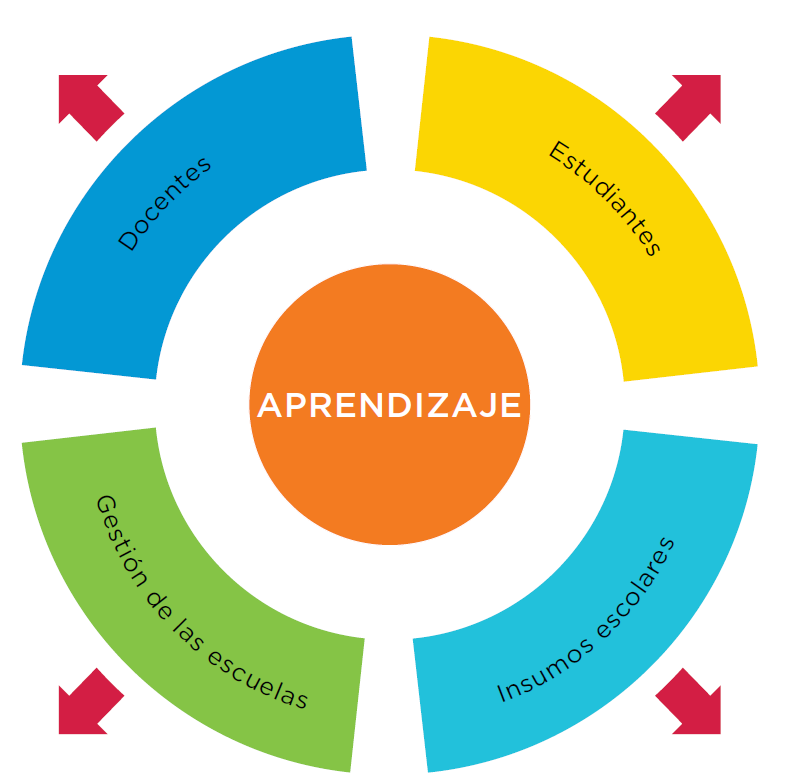 Docentes
Estudiantes
APRENDIZAJE
Gestión de las escuelas
Insumos escolares